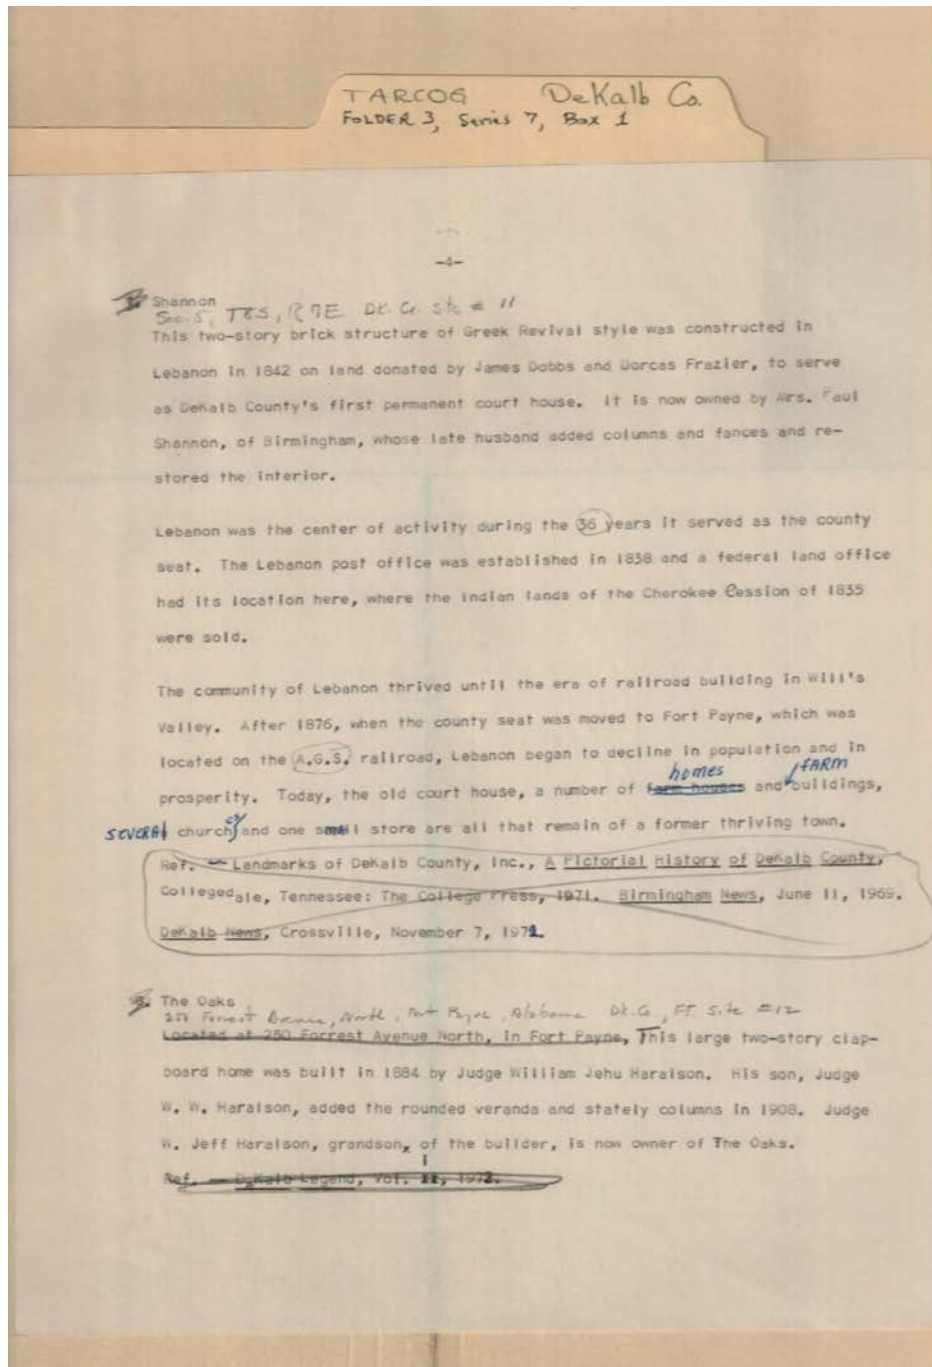 TARCOG DeKalb Co.
FOLDER 3, Series 7, Box 1
-4-
Shannon
Sec. 5, T8S, R7E Dk. Co. Site # 11
This two-story brick structure of Greek Revival style was constructed in
Lebanon in 1842 on land donated by James Dobbs and Dorcas Frazier, to serve
as DeKalb County's first permanent court house. It is now owned by Mrs. Paul
Shannon, of Birmingham, whose late husband added columns and fances and re-
stored the interior.
Lebanon was the center of activity during the 36 years it served as the county
seat. The Lebanon post office was established in 1838 and a federal land office
had its location here, where the Indian lands of the Cherokee Cession of 1835
were sold.
The community of Lebanon thrived until the era of railroad building in Will's
Valley. After 1876, when the county seat was moved to Fort Payne, which was
located on the A.G.S. railroad, Lebanon began to decline in population and in
homes FARM
prosperity. Today, the old court house, a number of farm houses and buildings,
SEVERAL churches and one small store are all that remain of a former thriving town.
Ref. - Landmarks of DeKalb County, Inc., A Pictorial History of DeKalb County,
Collegedale, Tennessee: The College Press, 1971. Birmingham News, June 11, 1969.
DeKalb News, Crossville, November 7, 1971.
The Oaks
250 Forrest Avenue, North, Fort Payne, Alabama Dk. Co, FT. Site #12
Located at 250 Forrest Avenue North, in Fort Payne, This large two-story clap-
board home was built in 1884 by Judge William Jehu Haralson. His son, Judge
W. W. Haralson, added the rounded veranda and stately columns in 1908. Judge
W. Jeff Haralson, grandson, of the builder, is now owner of The Oaks.
Ref. - DeKalb Legend, Vol. 1, 1972.